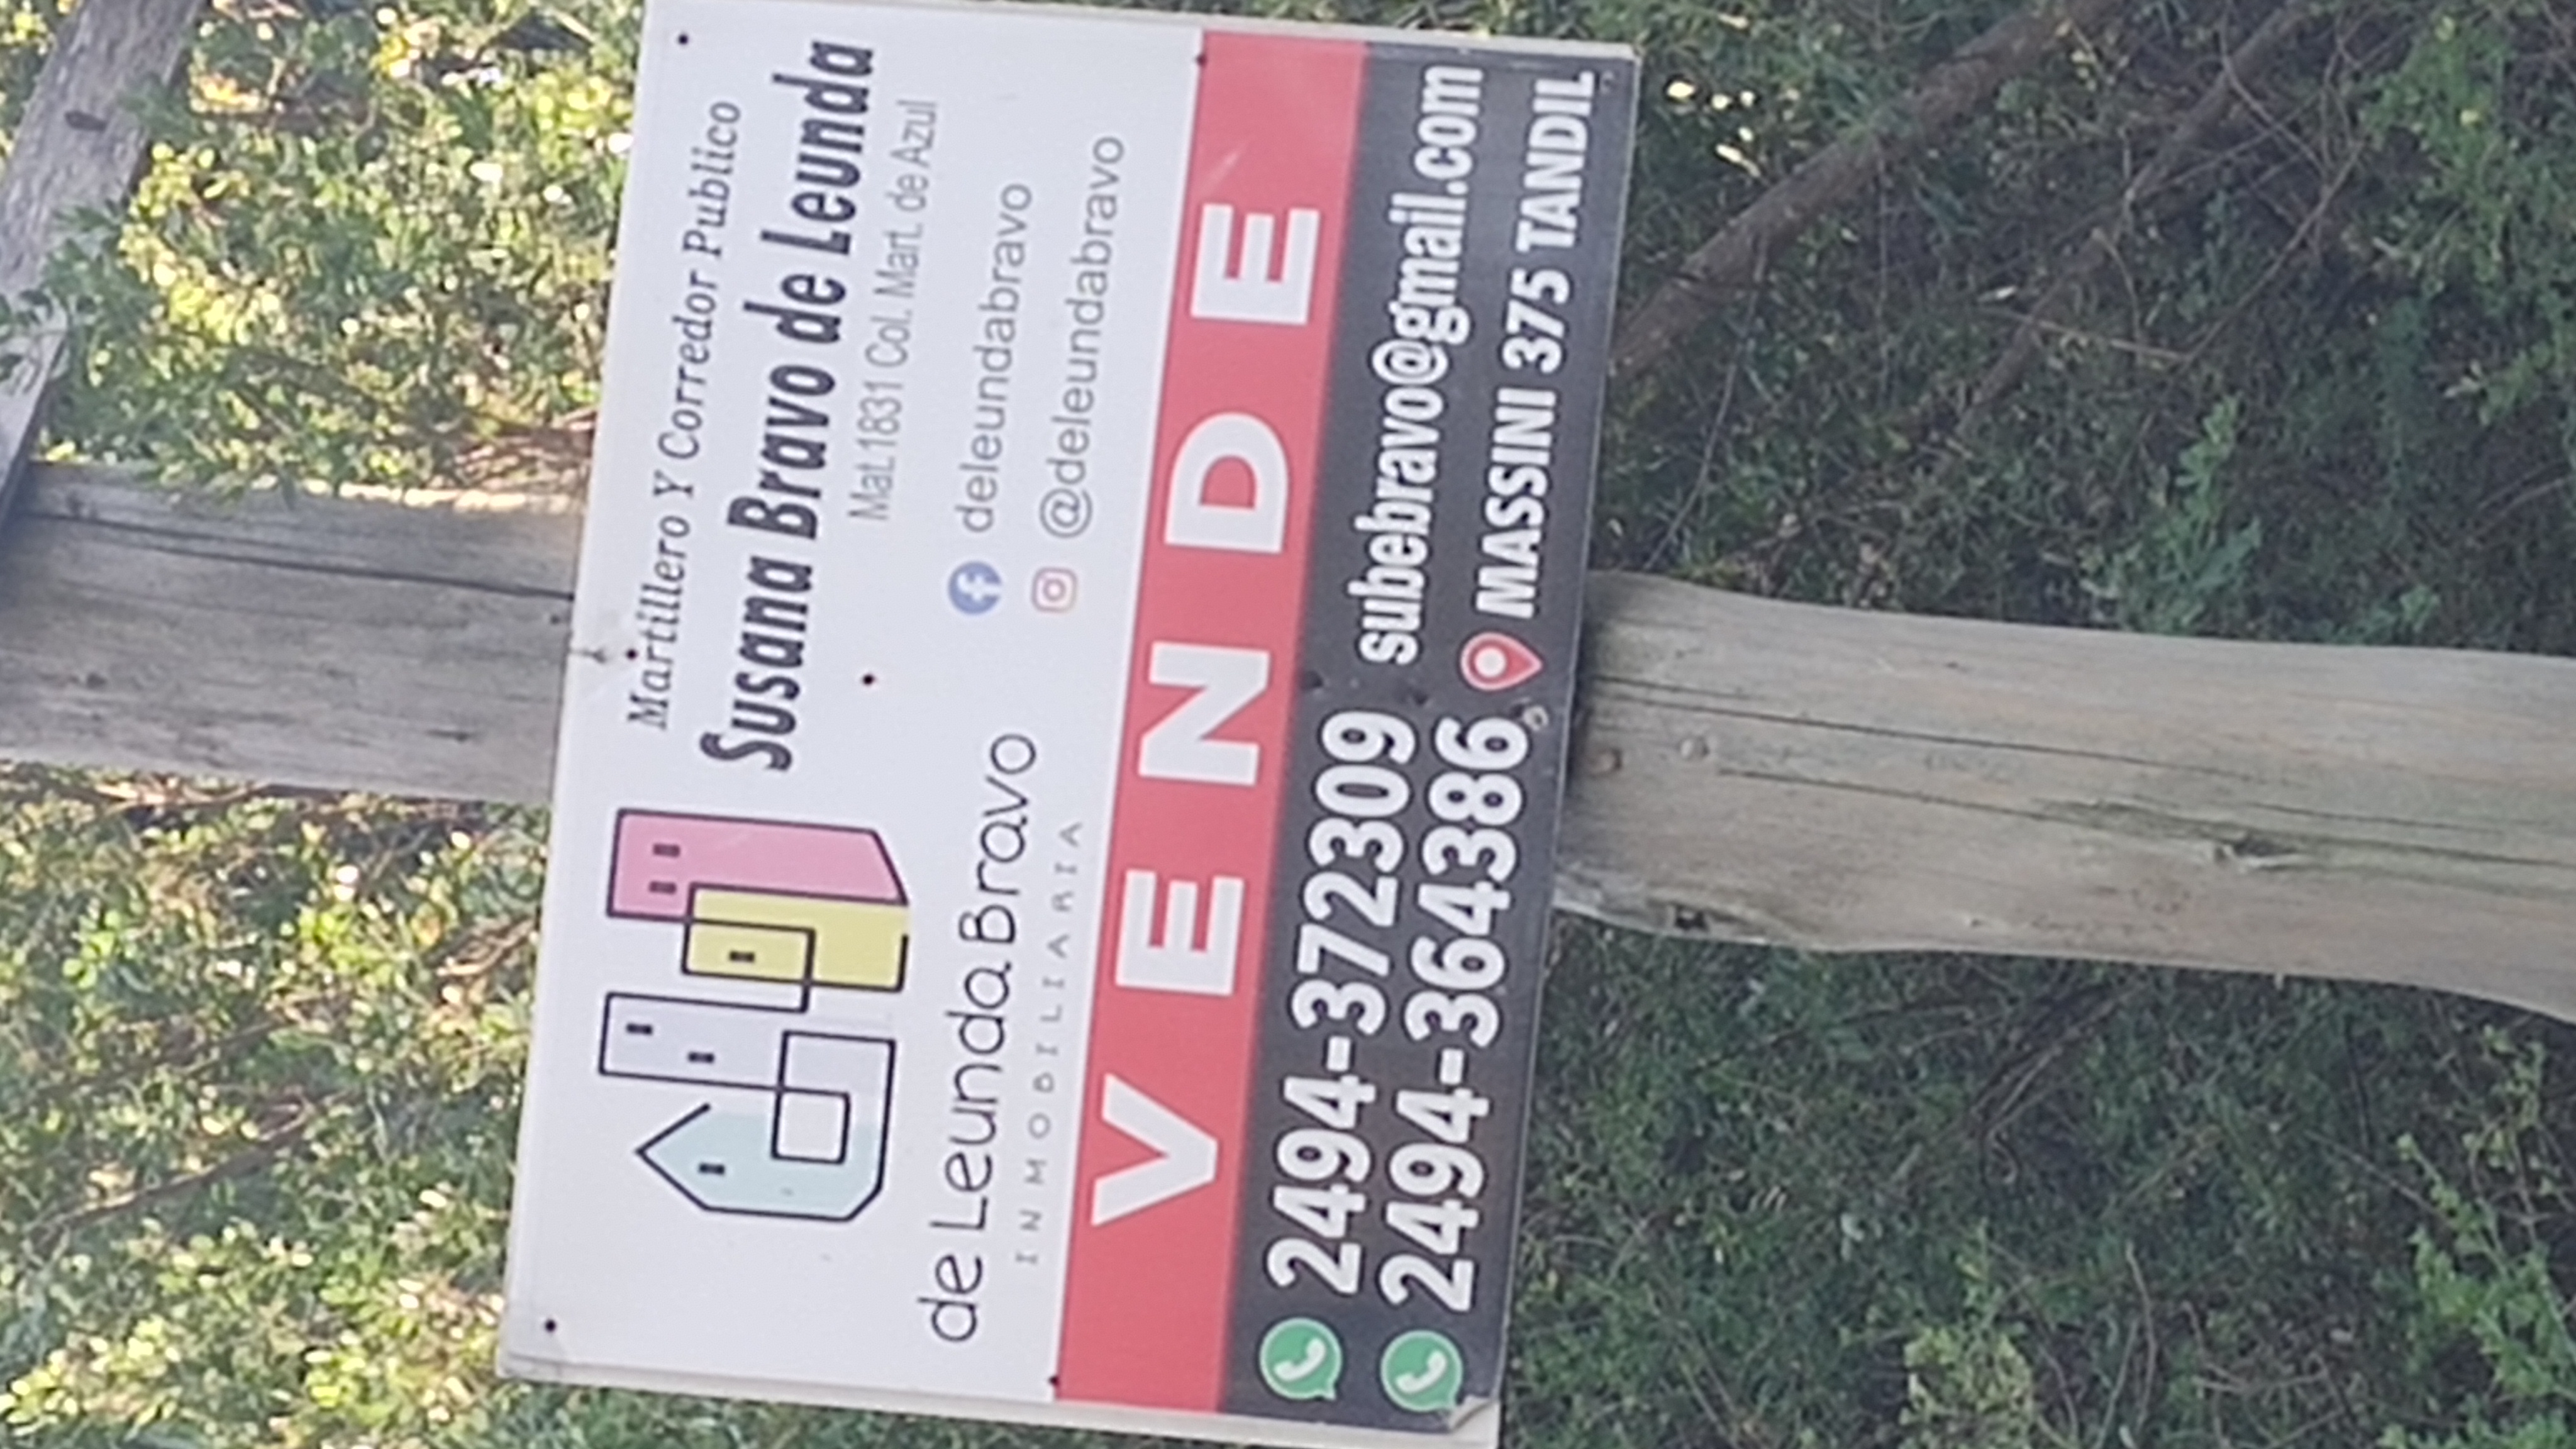 de Leunda Bravo
INMOBILIARIA
Martillero Y Corredor Publico
Susana Bravo de Leunda
Mat.1831 Col. Mart. de Azul
deleundabravo
@deleundabravo
VENDE
2494-372309
2494-364386
subebravo@gmail.com
MASSINI 375 TANDIL